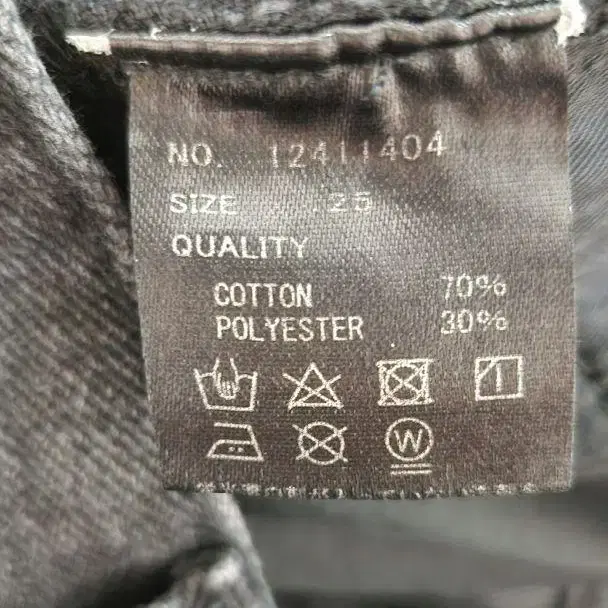 NO. 12411404
SIZE 25
QUALITY
COTTON 70%
POLYESTER 30%
W